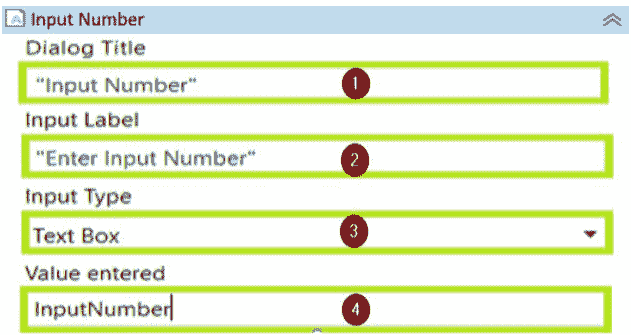 Input Number
Dialog Title
"Input Number"
1
Input Label
"Enter Input Number"
2
Input Type
Text Box
3
Value entered
InputNumber
4